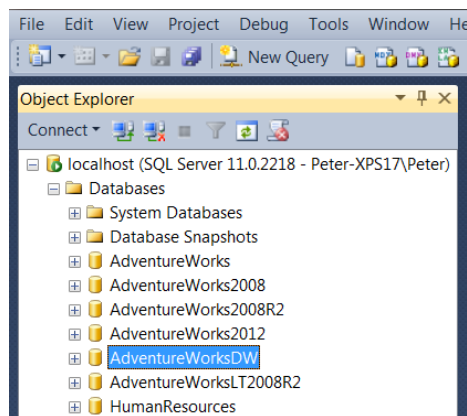 File Edit View Project Debug Tools Window He
New Query
Object Explorer
Connect
localhost (SQL Server 11.0.2218 - Peter-XPS17\Peter)
Databases
System Databases
Database Snapshots
AdventureWorks
AdventureWorks2008
AdventureWorks2008R2
AdventureWorks2012
AdventureWorksDW
AdventureWorksLT2008R2
HumanResources